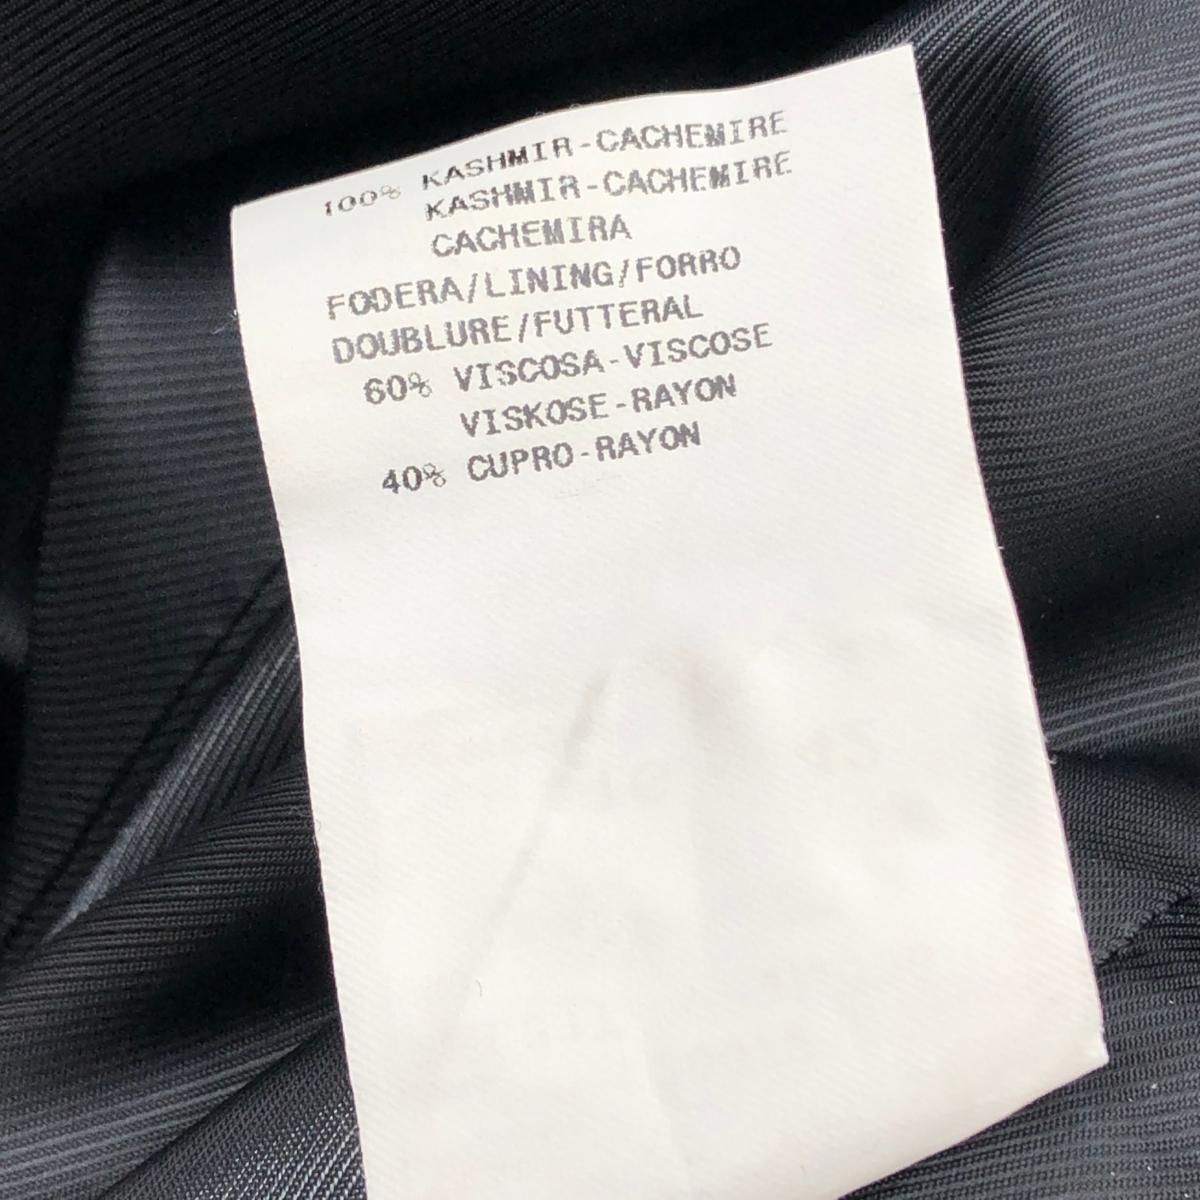 100% KASHMIR-CACHEMIRE
KASHMIR-CACHEMIRE
CACHEMIRA
FODERA/LINING/FORRO
DOUBLURE/FUTTERAL
60% VISCOSA-VISCOSE
VISKOSE-RAYON
40% CUPRO-RAYON